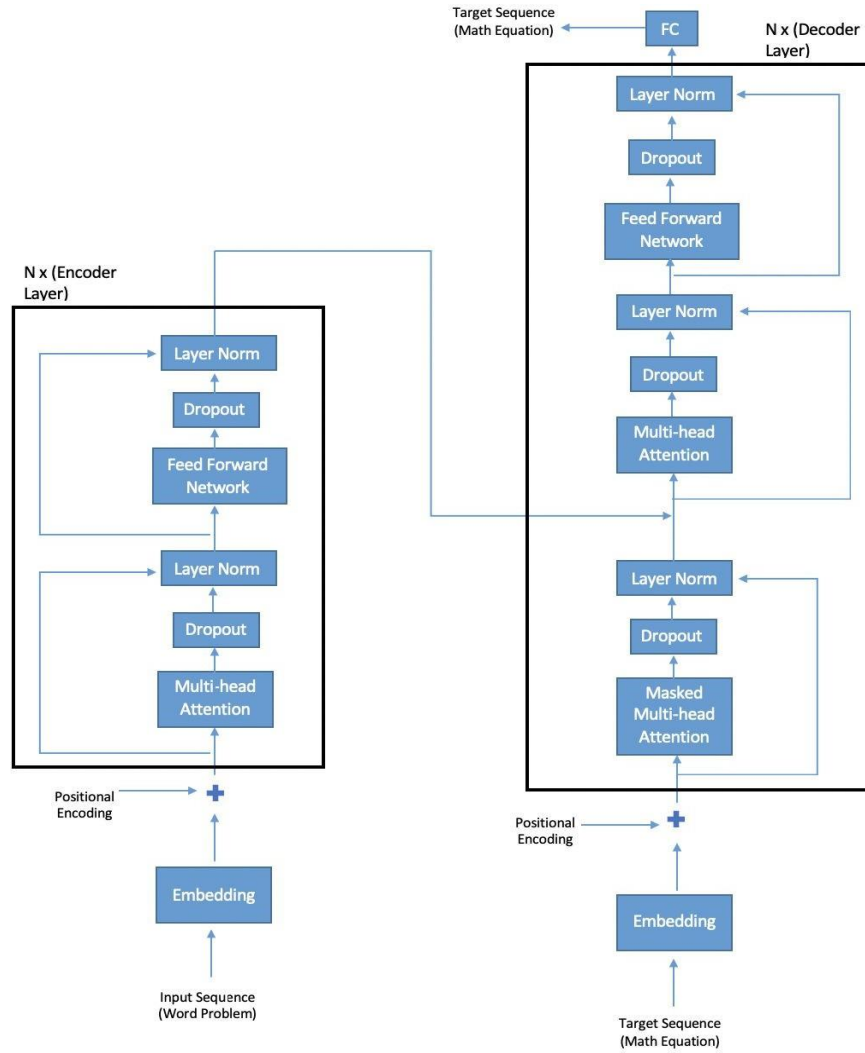 Target Sequence
(Math Equation)
FC
N x (Decoder
Layer)
Layer Norm
Dropout
Feed Forward
Network
Layer Norm
Dropout
Multi-head
Attention
Layer Norm
Dropout
Masked
Multi-head
Attention
Positional
Encoding
Embedding
Target Sequence
(Math Equation)
N x (Encoder
Layer)
Layer Norm
Dropout
Feed Forward
Network
Layer Norm
Dropout
Multi-head
Attention
Positional
Encoding
Embedding
Input Sequence
(Word Problem)